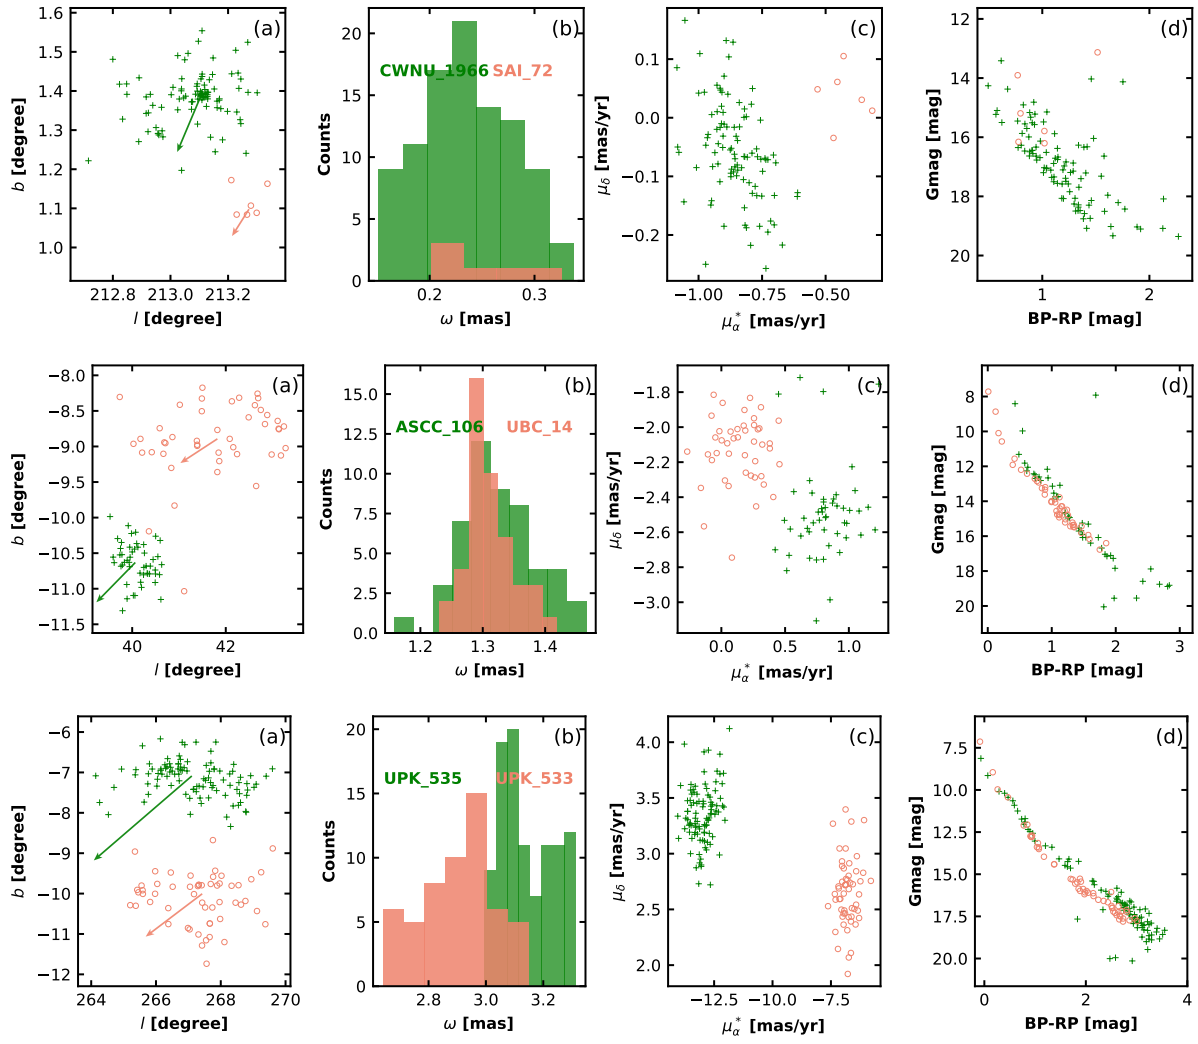 (a)
1.6
1.5
1.4
1.3
1.2
1.1
1.0
b [degree]
212.8 213.0 213.2
l [degree]
(b)
CWNU_1966 SAI_72
20
15
10
5
0
Counts
0.2 0.3
ω [mas]
(c)
0.1
0.0
−0.1
−0.2
μδ [mas/yr]
−1.00 −0.75 −0.50
μα* [mas/yr]
(d)
12
14
16
18
20
Gmag [mag]
1 2
BP-RP [mag]
(a)
−8.0
−8.5
−9.0
−9.5
−10.0
−10.5
−11.0
−11.5
b [degree]
40 42
l [degree]
(b)
ASCC_106 UBC_14
15.0
12.5
10.0
7.5
5.0
2.5
0.0
Counts
1.2 1.3 1.4
ω [mas]
(c)
−1.8
−2.0
−2.2
−2.4
−2.6
−2.8
−3.0
μδ [mas/yr]
0.0 0.5 1.0
μα* [mas/yr]
(d)
8
10
12
14
16
18
20
Gmag [mag]
0 1 2 3
BP-RP [mag]
(a)
−6
−7
−8
−9
−10
−11
−12
b [degree]
264 266 268 270
l [degree]
(b)
UPK_535 UPK_533
20
15
10
5
0
Counts
2.8 3.0 3.2
ω [mas]
(c)
4.0
3.5
3.0
2.5
2.0
μδ [mas/yr]
−12.5 −10.0 −7.5
μα* [mas/yr]
(d)
7.5
10.0
12.5
15.0
17.5
20.0
Gmag [mag]
0 2 4
BP-RP [mag]